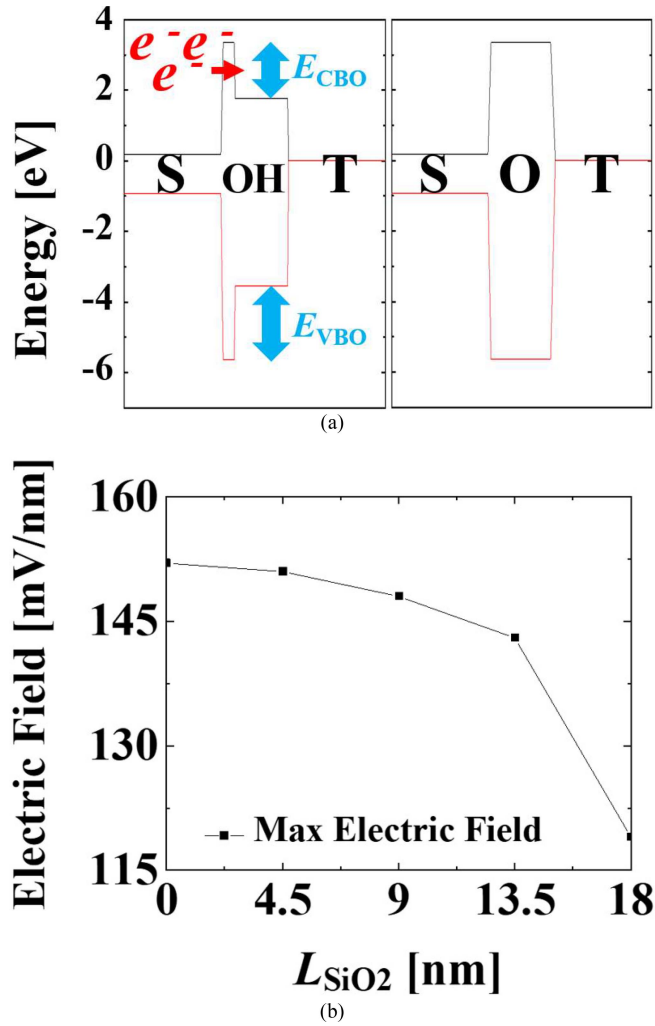 4
2
0
-2
-4
-6
Energy [eV]
e⁻e⁻
e⁻
E_CBO
S OH T
E_VBO
S O T
(a)
160
145
130
115
Electric Field [mV/nm]
Max Electric Field
0 4.5 9 13.5 18
L_SiO2 [nm]
(b)